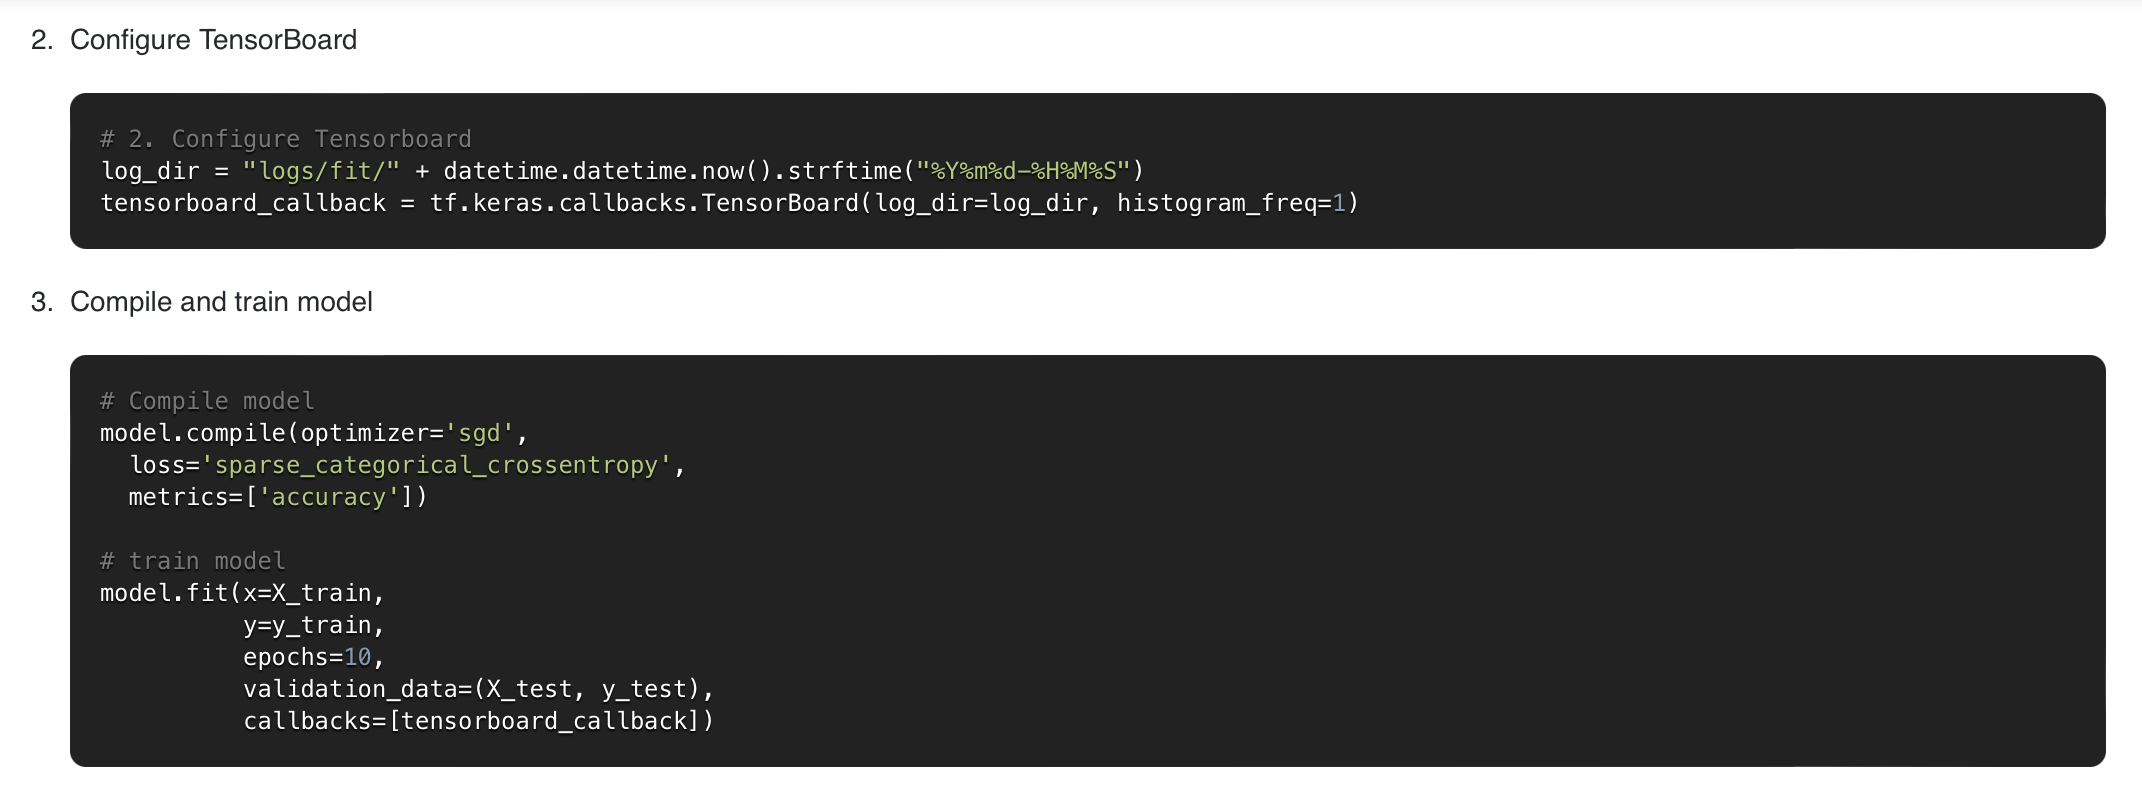 2. Configure TensorBoard
# 2. Configure Tensorboard
log_dir = "logs/fit/" + datetime.datetime.now().strftime("%Y%m%d-%H%M%S")
tensorboard_callback = tf.keras.callbacks.TensorBoard(log_dir=log_dir, histogram_freq=1)
3. Compile and train model
# Compile model
model.compile(optimizer='sgd',
  loss='sparse_categorical_crossentropy',
  metrics=['accuracy'])
# train model
model.fit(x=X_train,
          y=y_train,
          epochs=10,
          validation_data=(X_test, y_test),
          callbacks=[tensorboard_callback])